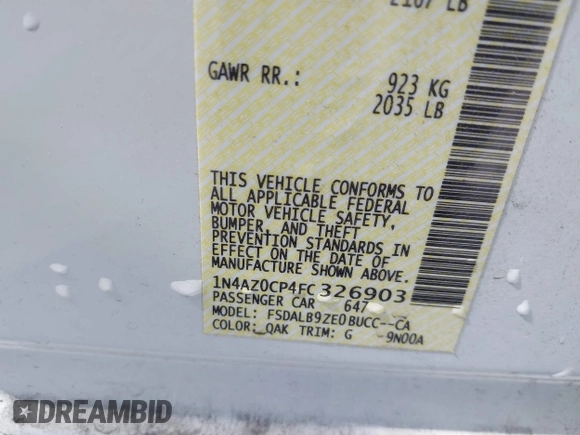 2107 LB
GAWR RR.: 923 KG
2035 LB
THIS VEHICLE CONFORMS TO
ALL APPLICABLE FEDERAL
MOTOR VEHICLE SAFETY,
BUMPER, AND THEFT
PREVENTION STANDARDS IN
EFFECT ON THE DATE OF
MANUFACTURE SHOWN ABOVE.
1N4AZ0CP4FC326903
PASSENGER CAR 647
MODEL: FSDALB9ZE0BUCC--CA
COLOR: QAK TRIM: G -9N00A
DREAMBID